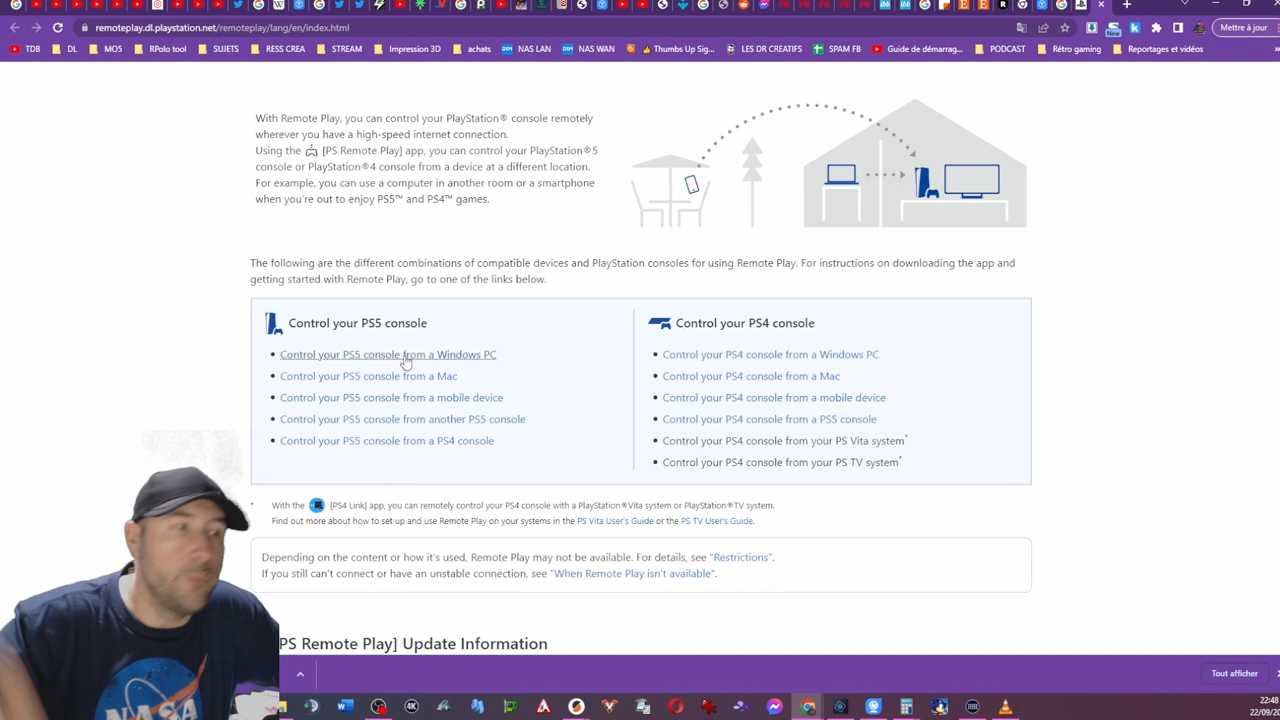 remoteplay.dl.playstation.net/remoteplay/lang/en/index.html
Mettre à jour
TDB DL MO5 RPolo tool SUJETS RESS CREA STREAM Impression 3D achats NAS LAN NAS WAN Thumbs Up Sig... LES DR CREATIFS SPAM FB Guide de démarrag... PODCAST Rétro gaming Reportages et vidéos
New
With Remote Play, you can control your PlayStation® console remotely
wherever you have a high-speed internet connection.
Using the [PS Remote Play] app, you can control your PlayStation®5
console or PlayStation®4 console from a device at a different location.
For example, you can use a computer in another room or a smartphone
when you're out to enjoy PS5™ and PS4™ games.
The following are the different combinations of compatible devices and PlayStation consoles for using Remote Play. For instructions on downloading the app and
getting started with Remote Play, go to one of the links below.
Control your PS5 console
• Control your PS5 console from a Windows PC
• Control your PS5 console from a Mac
• Control your PS5 console from a mobile device
• Control your PS5 console from another PS5 console
• Control your PS5 console from a PS4 console
Control your PS4 console
• Control your PS4 console from a Windows PC
• Control your PS4 console from a Mac
• Control your PS4 console from a mobile device
• Control your PS4 console from a PS5 console
• Control your PS4 console from your PS Vita system*
• Control your PS4 console from your PS TV system*
* With the [PS4 Link] app, you can remotely control your PS4 console with a PlayStation®Vita system or PlayStation®TV system.
Find out more about how to set up and use Remote Play on your systems in the PS Vita User's Guide or the PS TV User's Guide.
Depending on the content or how it's used, Remote Play may not be available. For details, see "Restrictions".
If you still can't connect or have an unstable connection, see "When Remote Play isn't available".
[PS Remote Play] Update Information
Tout afficher
4K
22:48
22/09/20
NASA